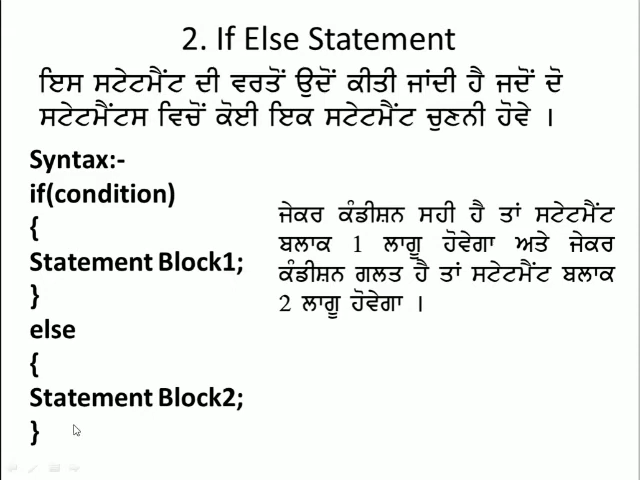 2. If Else Statement
ਇਸ ਸਟੇਟਮੈਂਟ ਦੀ ਵਰਤੋਂ ਉਦੋਂ ਕੀਤੀ ਜਾਂਦੀ ਹੈ ਜਦੋਂ ਦੋ
ਸਟੇਟਮੈਂਟਸ ਵਿਚੋਂ ਕੋਈ ਇਕ ਸਟੇਟਮੈਂਟ ਚੁਣਨੀ ਹੋਵੇ ।
Syntax:-
if(condition)
{
Statement Block1;
}
else
{
Statement Block2;
}
ਜੇਕਰ ਕੰਡੀਸ਼ਨ ਸਹੀ ਹੈ ਤਾਂ ਸਟੇਟਮੈਂਟ
ਬਲਾਕ 1 ਲਾਗੂ ਹੋਵੇਗਾ ਅਤੇ ਜੇਕਰ
ਕੰਡੀਸ਼ਨ ਗਲਤ ਹੈ ਤਾਂ ਸਟੇਟਮੈਂਟ ਬਲਾਕ
2 ਲਾਗੂ ਹੋਵੇਗਾ ।